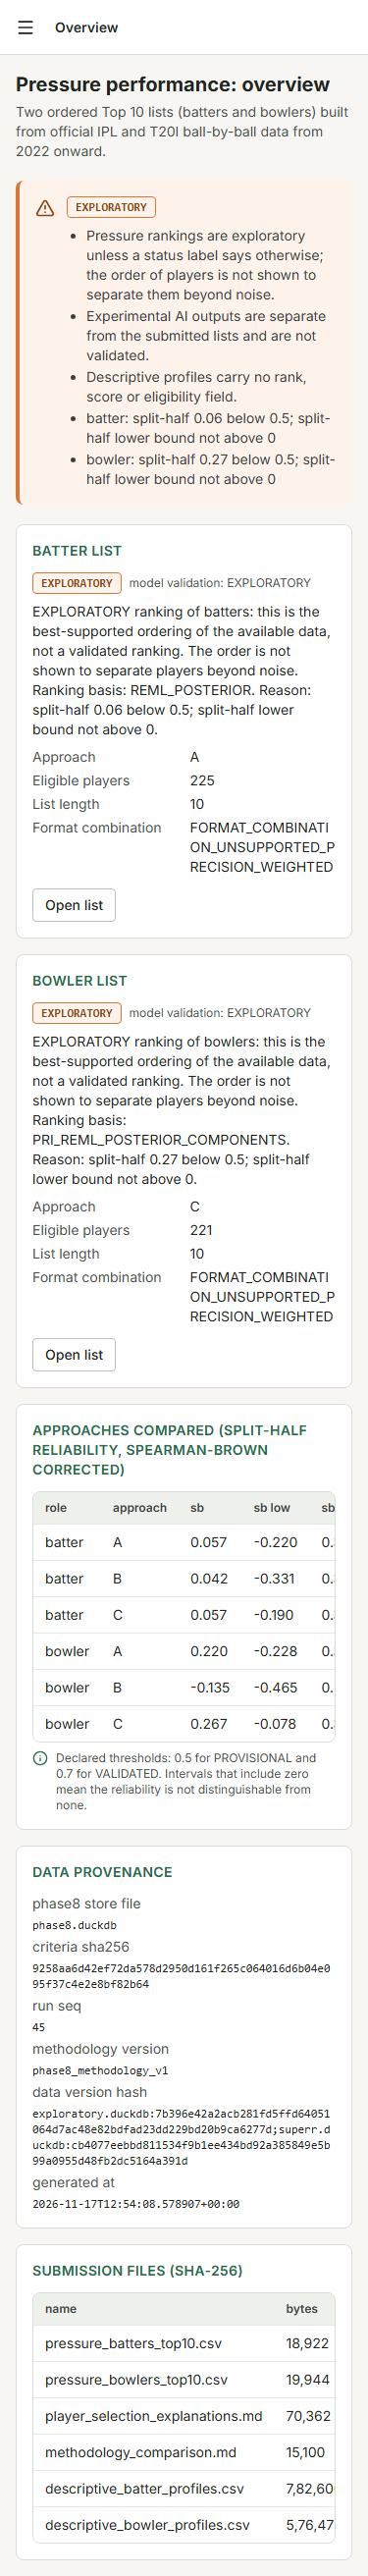 Overview
Pressure performance: overview
Two ordered Top 10 lists (batters and bowlers) built
from official IPL and T20I ball-by-ball data from
2022 onward.
EXPLORATORY
• Pressure rankings are exploratory
unless a status label says otherwise;
the order of players is not shown to
separate them beyond noise.
• Experimental AI outputs are separate
from the submitted lists and are not
validated.
• Descriptive profiles carry no rank,
score or eligibility field.
• batter: split-half 0.06 below 0.5; split-
half lower bound not above 0
• bowler: split-half 0.27 below 0.5; split-
half lower bound not above 0
BATTER LIST
EXPLORATORY model validation: EXPLORATORY
EXPLORATORY ranking of batters: this is the
best-supported ordering of the available data,
not a validated ranking. The order is not
shown to separate players beyond noise.
Ranking basis: REML_POSTERIOR. Reason:
split-half 0.06 below 0.5; split-half lower
bound not above 0.
Approach A
Eligible players 225
List length 10
Format combination FORMAT_COMBINATI
ON_UNSUPPORTED_P
RECISION_WEIGHTED
Open list
BOWLER LIST
EXPLORATORY model validation: EXPLORATORY
EXPLORATORY ranking of bowlers: this is the
best-supported ordering of the available data,
not a validated ranking. The order is not
shown to separate players beyond noise.
Ranking basis:
PRI_REML_POSTERIOR_COMPONENTS.
Reason: split-half 0.27 below 0.5; split-half
lower bound not above 0.
Approach C
Eligible players 221
List length 10
Format combination FORMAT_COMBINATI
ON_UNSUPPORTED_P
RECISION_WEIGHTED
Open list
APPROACHES COMPARED (SPLIT-HALF
RELIABILITY, SPEARMAN-BROWN
CORRECTED)
role approach sb sb low sb
batter A 0.057 -0.220 0.
batter B 0.042 -0.331 0.
batter C 0.057 -0.190 0.
bowler A 0.220 -0.228 0.
bowler B -0.135 -0.465 0.
bowler C 0.267 -0.078 0.
Declared thresholds: 0.5 for PROVISIONAL and
0.7 for VALIDATED. Intervals that include zero
mean the reliability is not distinguishable from
none.
DATA PROVENANCE
phase8 store file
phase8.duckdb
criteria sha256
9258aa6d42ef72da578d2950d161f265c064016d6b04e0
95f37c4e2e8bf82b64
run seq
45
methodology version
phase8_methodology_v1
data version hash
exploratory.duckdb:7b396e42a2acb281fd5ffd64051
064d7ac48e82bdfad23dd229bd20b9ca6277d;superr.d
uckdb:cb4077eebbd811534f9b1ee434bd92a385849e5b
99a0955d48fb2dc5164a391d
generated at
2026-11-17T12:54:08.578907+00:00
SUBMISSION FILES (SHA-256)
name bytes
pressure_batters_top10.csv 18,922
pressure_bowlers_top10.csv 19,944
player_selection_explanations.md 70,362
methodology_comparison.md 15,100
descriptive_batter_profiles.csv 7,82,60
descriptive_bowler_profiles.csv 5,76,47